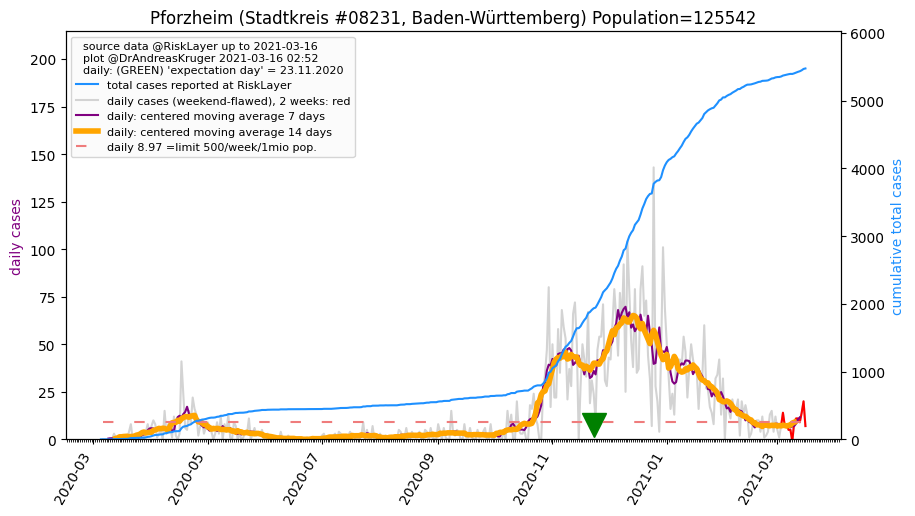 Pforzheim (Stadtkreis #08231, Baden-Württemberg) Population=125542
source data @RiskLayer up to 2021-03-16
plot @DrAndreasKruger 2021-03-16 02:52
daily: (GREEN) 'expectation day' = 23.11.2020
total cases reported at RiskLayer
daily cases (weekend-flawed), 2 weeks: red
daily: centered moving average 7 days
daily: centered moving average 14 days
daily 8.97 =limit 500/week/1mio pop.
daily cases
200
175
150
125
100
75
50
25
0
6000
5000
4000
3000
2000
1000
0
cumulative total cases
2020-03
2020-05
2020-07
2020-09
2020-11
2021-01
2021-03